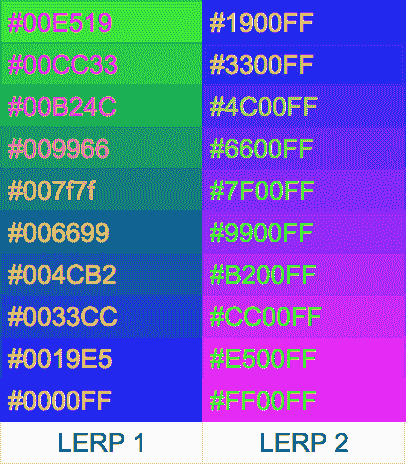 #00E519 #1900FF
#00CC33 #3300FF
#00B24C #4C00FF
#009966 #6600FF
#007f7f #7F00FF
#006699 #9900FF
#004CB2 #B200FF
#0033CC #CC00FF
#0019E5 #E500FF
#0000FF #FF00FF
LERP 1 LERP 2